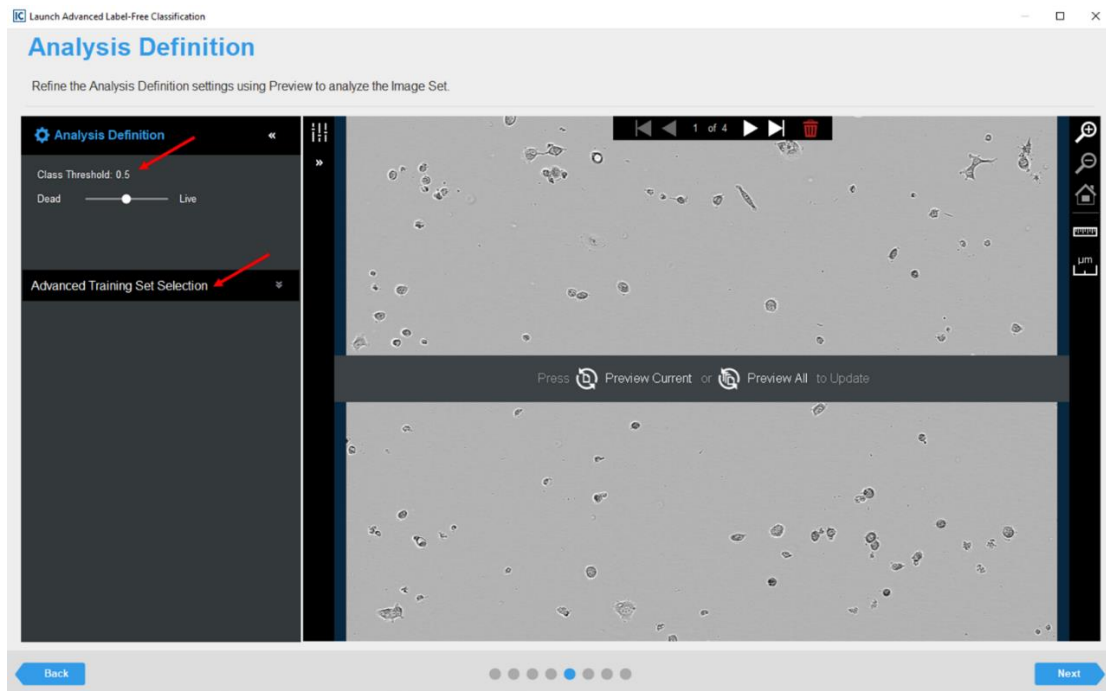 IC Launch Advanced Label-Free Classification
Analysis Definition
Refine the Analysis Definition settings using Preview to analyze the Image Set.
Analysis Definition «
1 of 4
»
Class Threshold: 0.5
Dead Live
Advanced Training Set Selection
µm
Press Preview Current or Preview All to Update
Back
Next